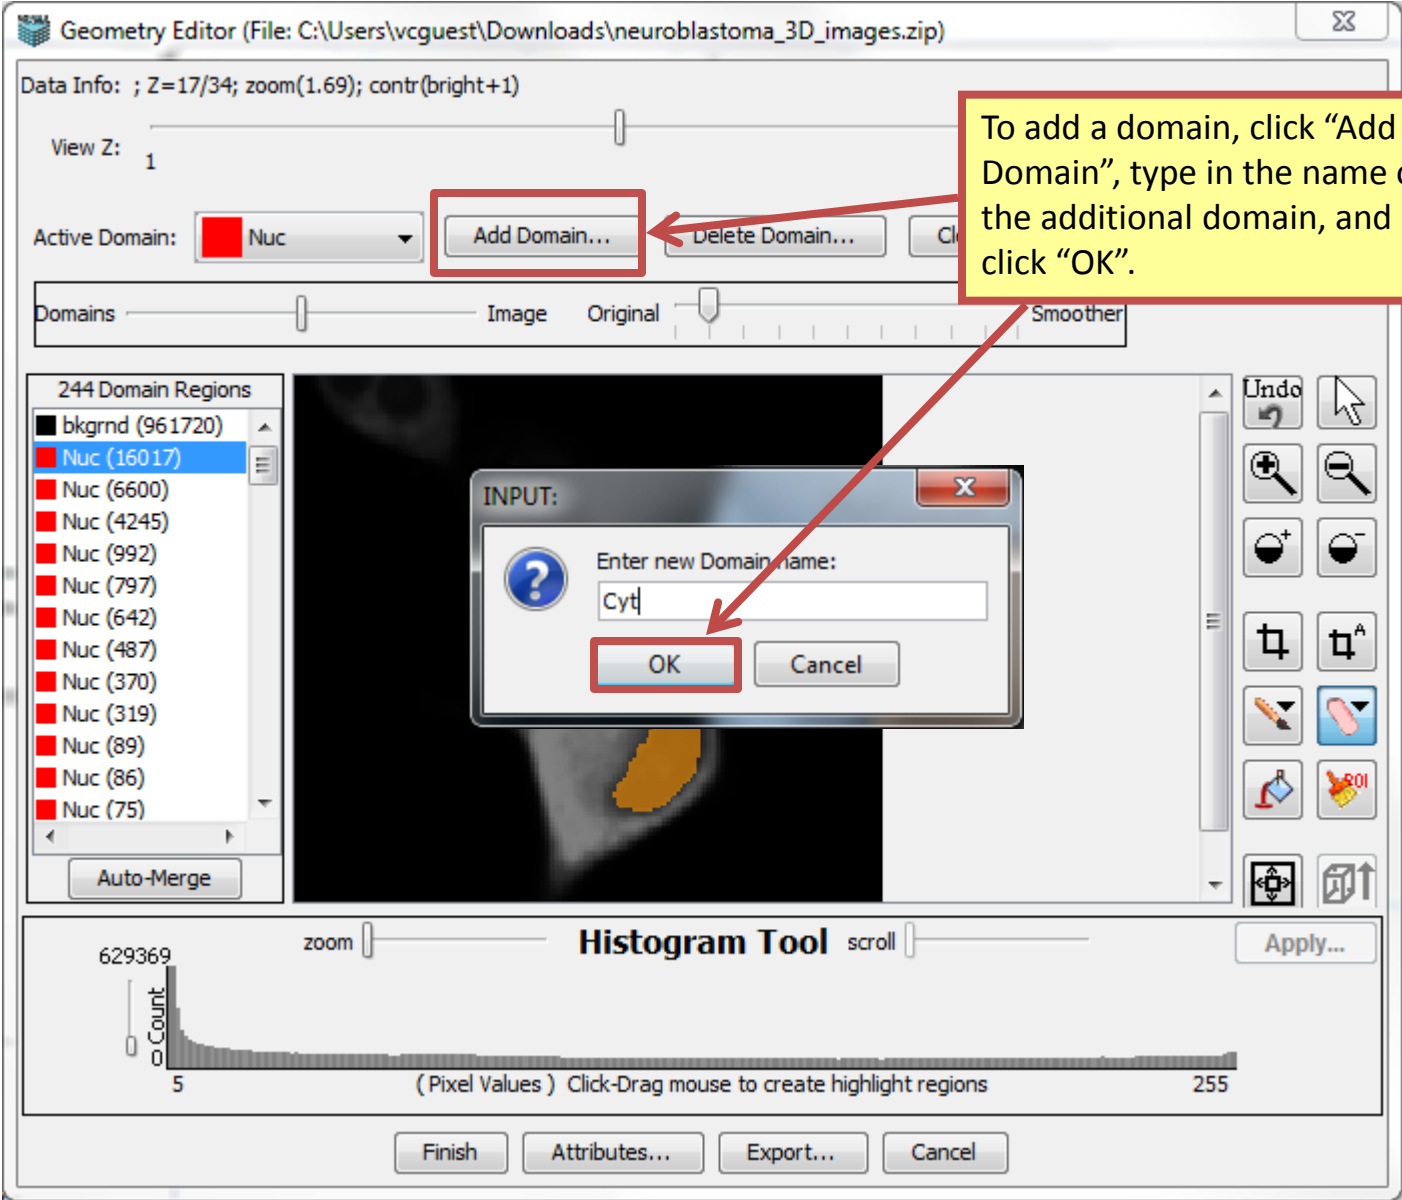 Geometry Editor (File: C:\Users\vcguest\Downloads\neuroblastoma_3D_images.zip)
Data Info: ; Z=17/34; zoom(1.69); contr(bright+1)
View Z:
1
To add a domain, click “Add
Domain”, type in the name
the additional domain, and
click “OK”.
Active Domain:
Nuc
Add Domain...
Delete Domain...
Domains
Image
Original
Smoother
244 Domain Regions
bkgrnd (961720)
Nuc (16017)
Nuc (6600)
Nuc (4245)
Nuc (992)
Nuc (797)
Nuc (642)
Nuc (487)
Nuc (370)
Nuc (319)
Nuc (89)
Nuc (86)
Nuc (75)
Auto-Merge
INPUT:
?
Enter new Domain name:
Cyt
OK
Cancel
Undo
A
ROI
zoom
Histogram Tool
scroll
Apply...
629369
0 Count
5
( Pixel Values ) Click-Drag mouse to create highlight regions
255
Finish
Attributes...
Export...
Cancel